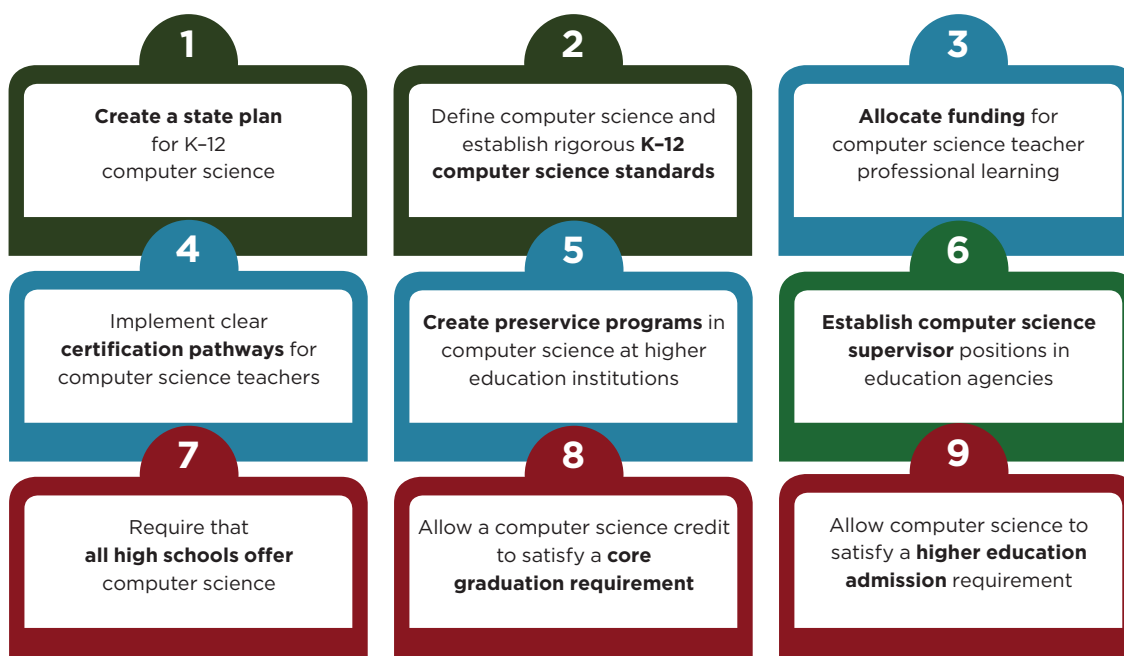 1
Create a state plan
for K–12
computer science
2
Define computer science and
establish rigorous K–12
computer science standards
3
Allocate funding for
computer science teacher
professional learning
4
Implement clear
certification pathways for
computer science teachers
5
Create preservice programs in
computer science at higher
education institutions
6
Establish computer science
supervisor positions in
education agencies
7
Require that
all high schools offer
computer science
8
Allow a computer science credit
to satisfy a core
graduation requirement
9
Allow computer science to
satisfy a higher education
admission requirement